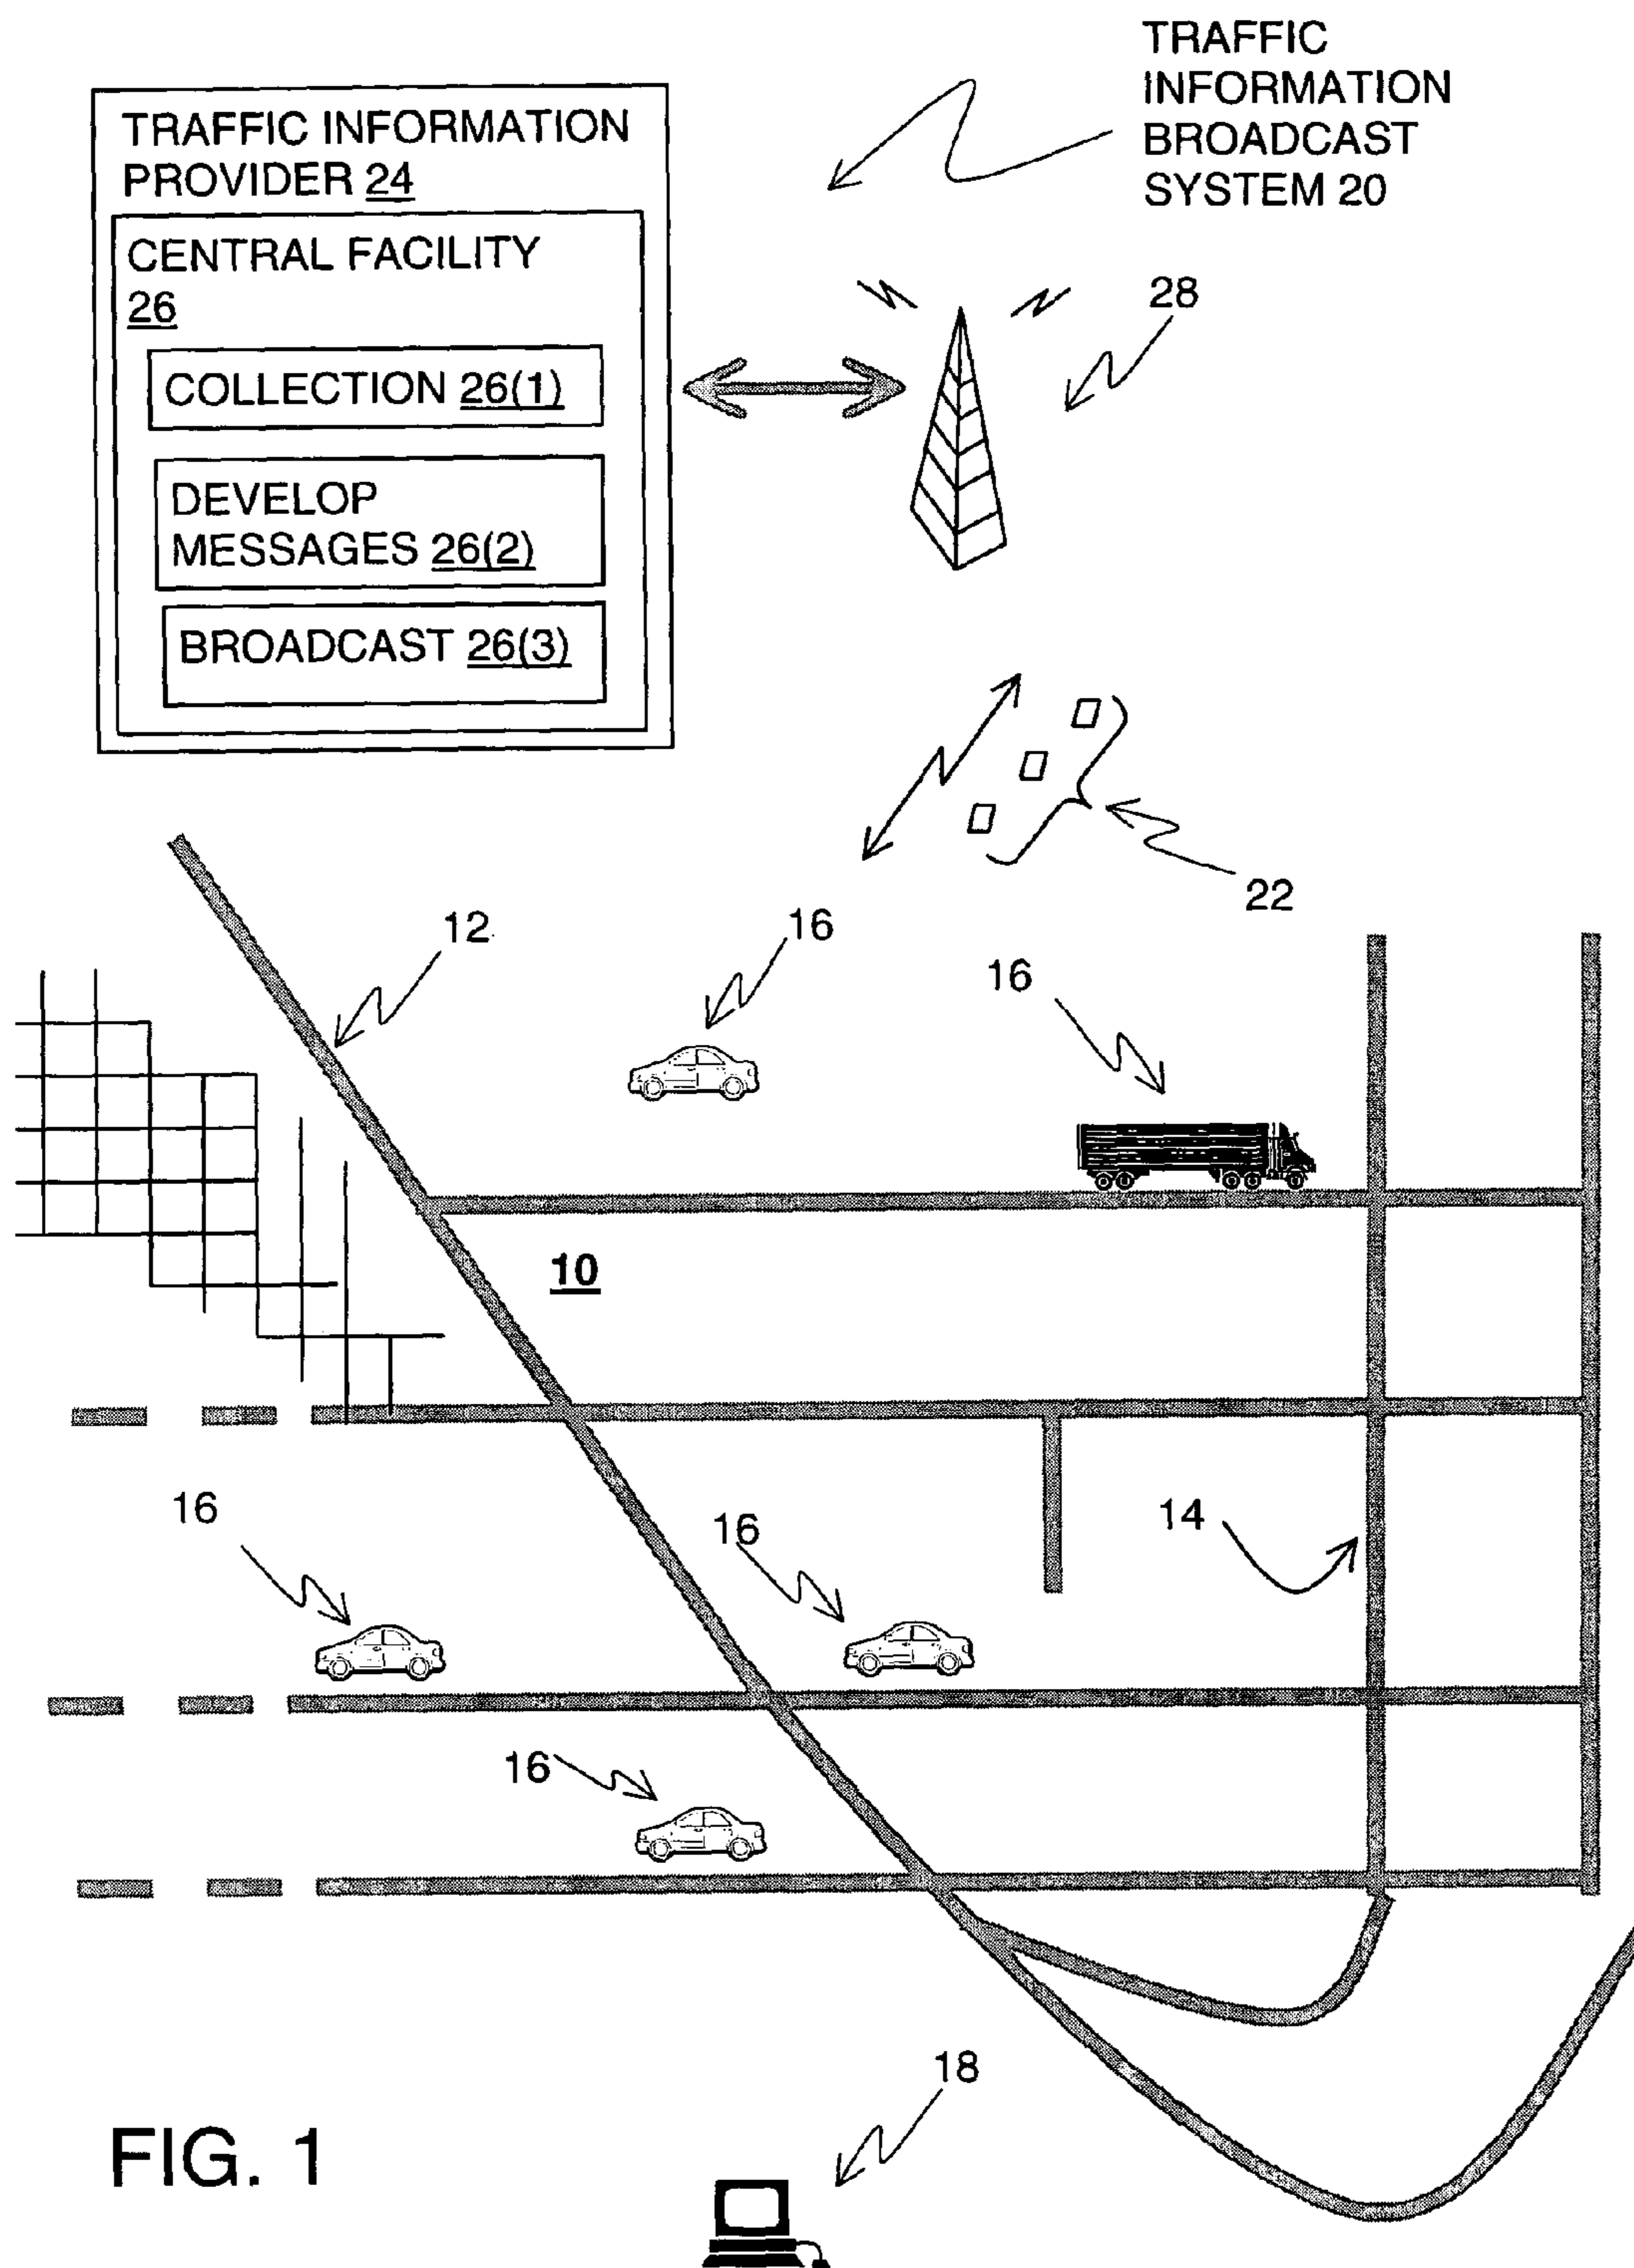 TRAFFIC
INFORMATION
BROADCAST
SYSTEM 20
TRAFFIC INFORMATION
PROVIDER 24
CENTRAL FACILITY
26
COLLECTION 26(1)
DEVELOP
MESSAGES 26(2)
BROADCAST 26(3)
28
22
12
16
16
10
16
16
14
16
18
FIG. 1